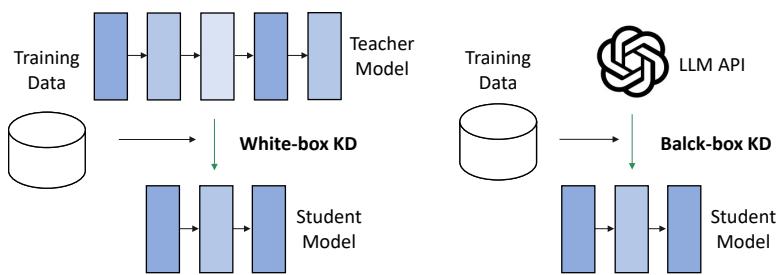 Training
Data
Teacher
Model
White-box KD
Student
Model
Training
Data
LLM API
Balck-box KD
Student
Model